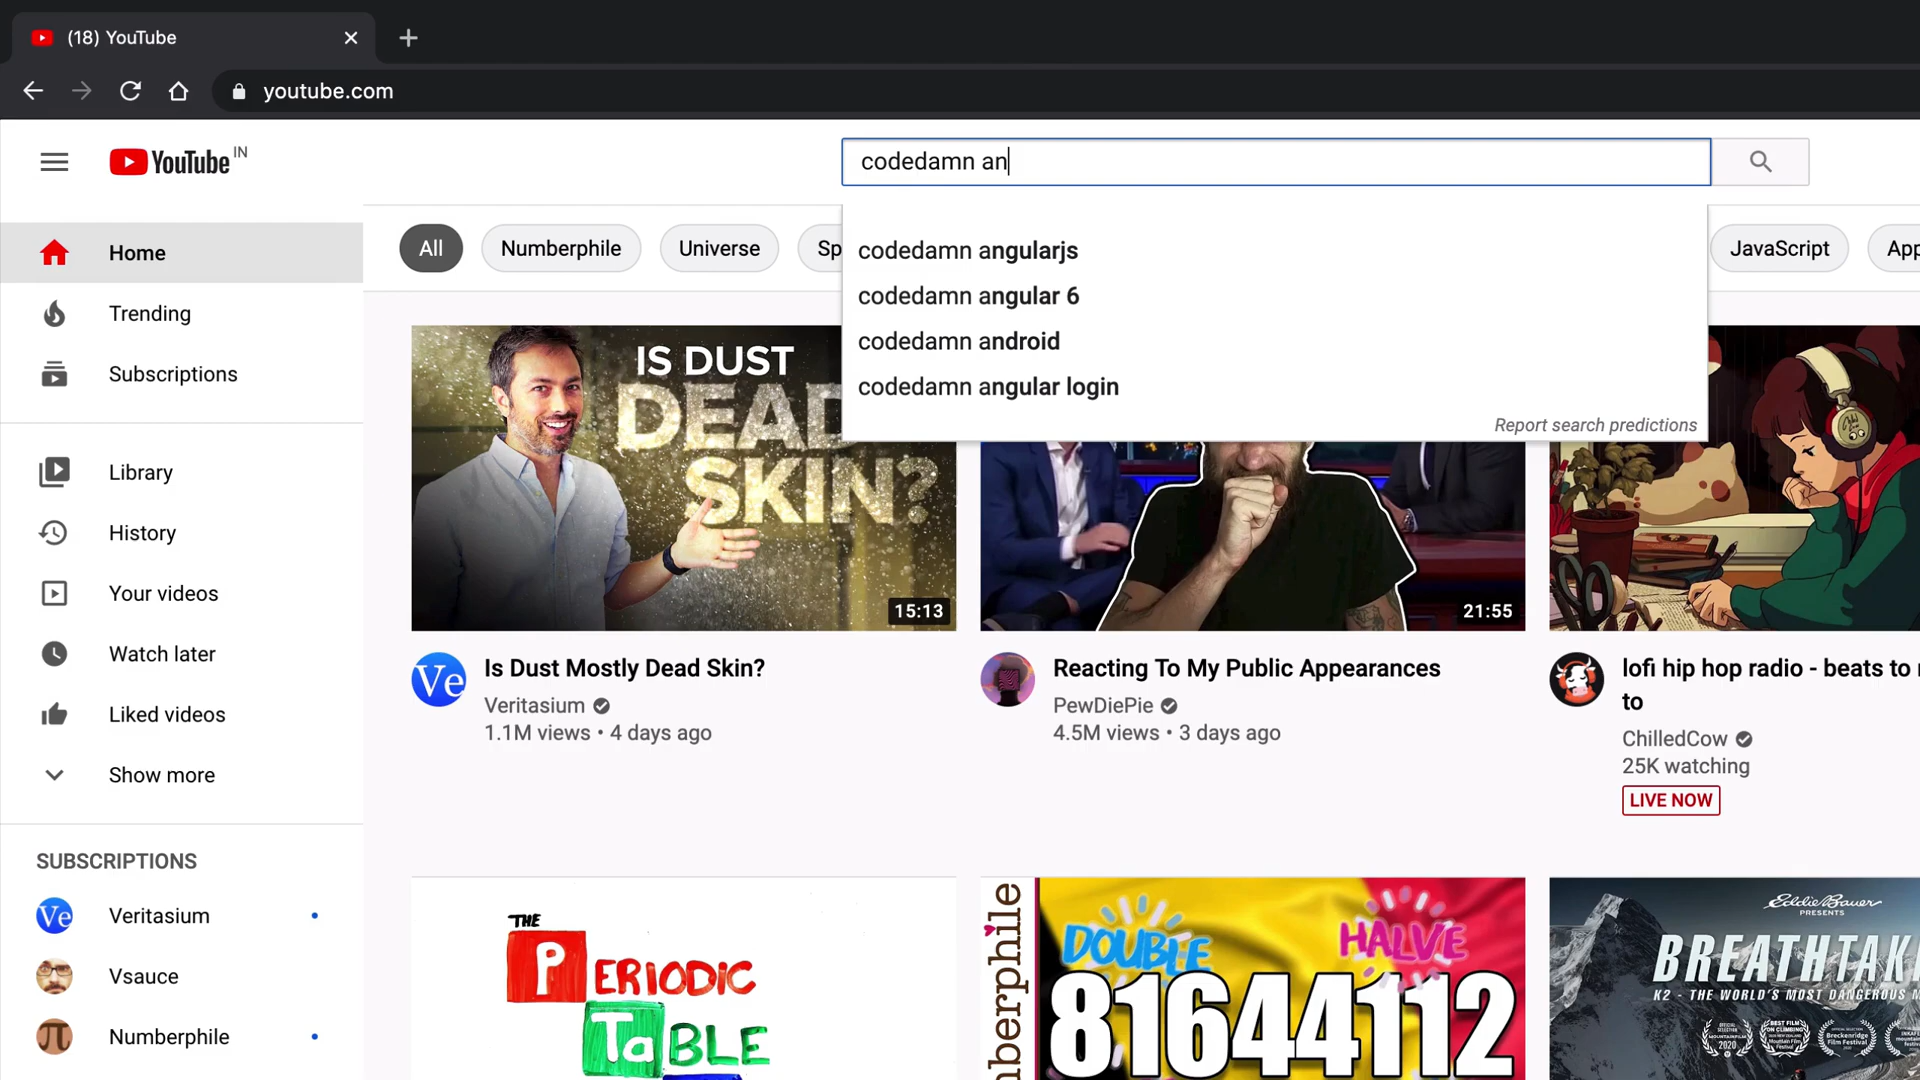 (18) YouTube
youtube.com
YouTube IN
codedamn an
codedamn angularjs
codedamn angular 6
codedamn android
codedamn angular login
Report search predictions
All
Numberphile
Universe
Sp
JavaScript
App
Home
Trending
Subscriptions
Library
History
Your videos
Watch later
Liked videos
Show more
SUBSCRIPTIONS
Veritasium
Vsauce
Numberphile
IS DUST
DEAD
SKIN?
15:13
Ve
Is Dust Mostly Dead Skin?
Veritasium
1.1M views • 4 days ago
21:55
Reacting To My Public Appearances
PewDiePie
4.5M views • 3 days ago
lofi hip hop radio - beats to
to
ChilledCow
25K watching
LIVE NOW
Ve
THE
PERIODIC
TABLE
mberphile
DOUBLE
HALVE
81644112
Eddie Bauer
PRESENTS
BREATHTAK
K2 - THE WORLD'S MOST DANGEROUS